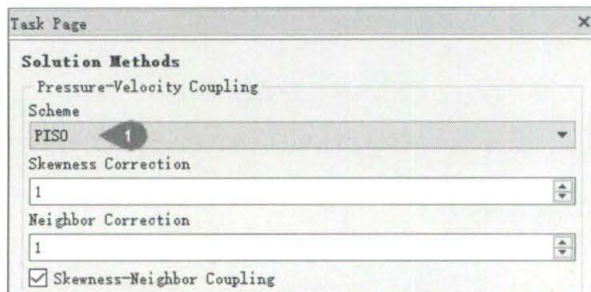 Task Page
Solution Methods
Pressure-Velocity Coupling
Scheme
PISO 1
Skewness Correction
1
Neighbor Correction
1
Skewness-Neighbor Coupling